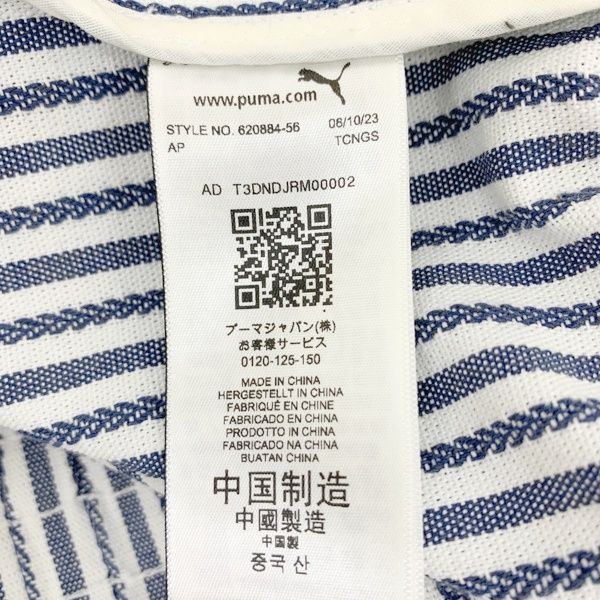 www.puma.com
STYLE NO. 620884-56 06/10/23
AP TCNGS
AD T3DNDJRM00002
プーマジャパン(株)
お客様サービス
0120-125-150
MADE IN CHINA
HERGESTELLT IN CHINA
FABRIQUÉ EN CHINE
FABRICADO EN CHINA
PRODOTTO IN CHINA
FABRICADO NA CHINA
BUATAN CHINA
中国制造
中國製造
中国製
중국 산